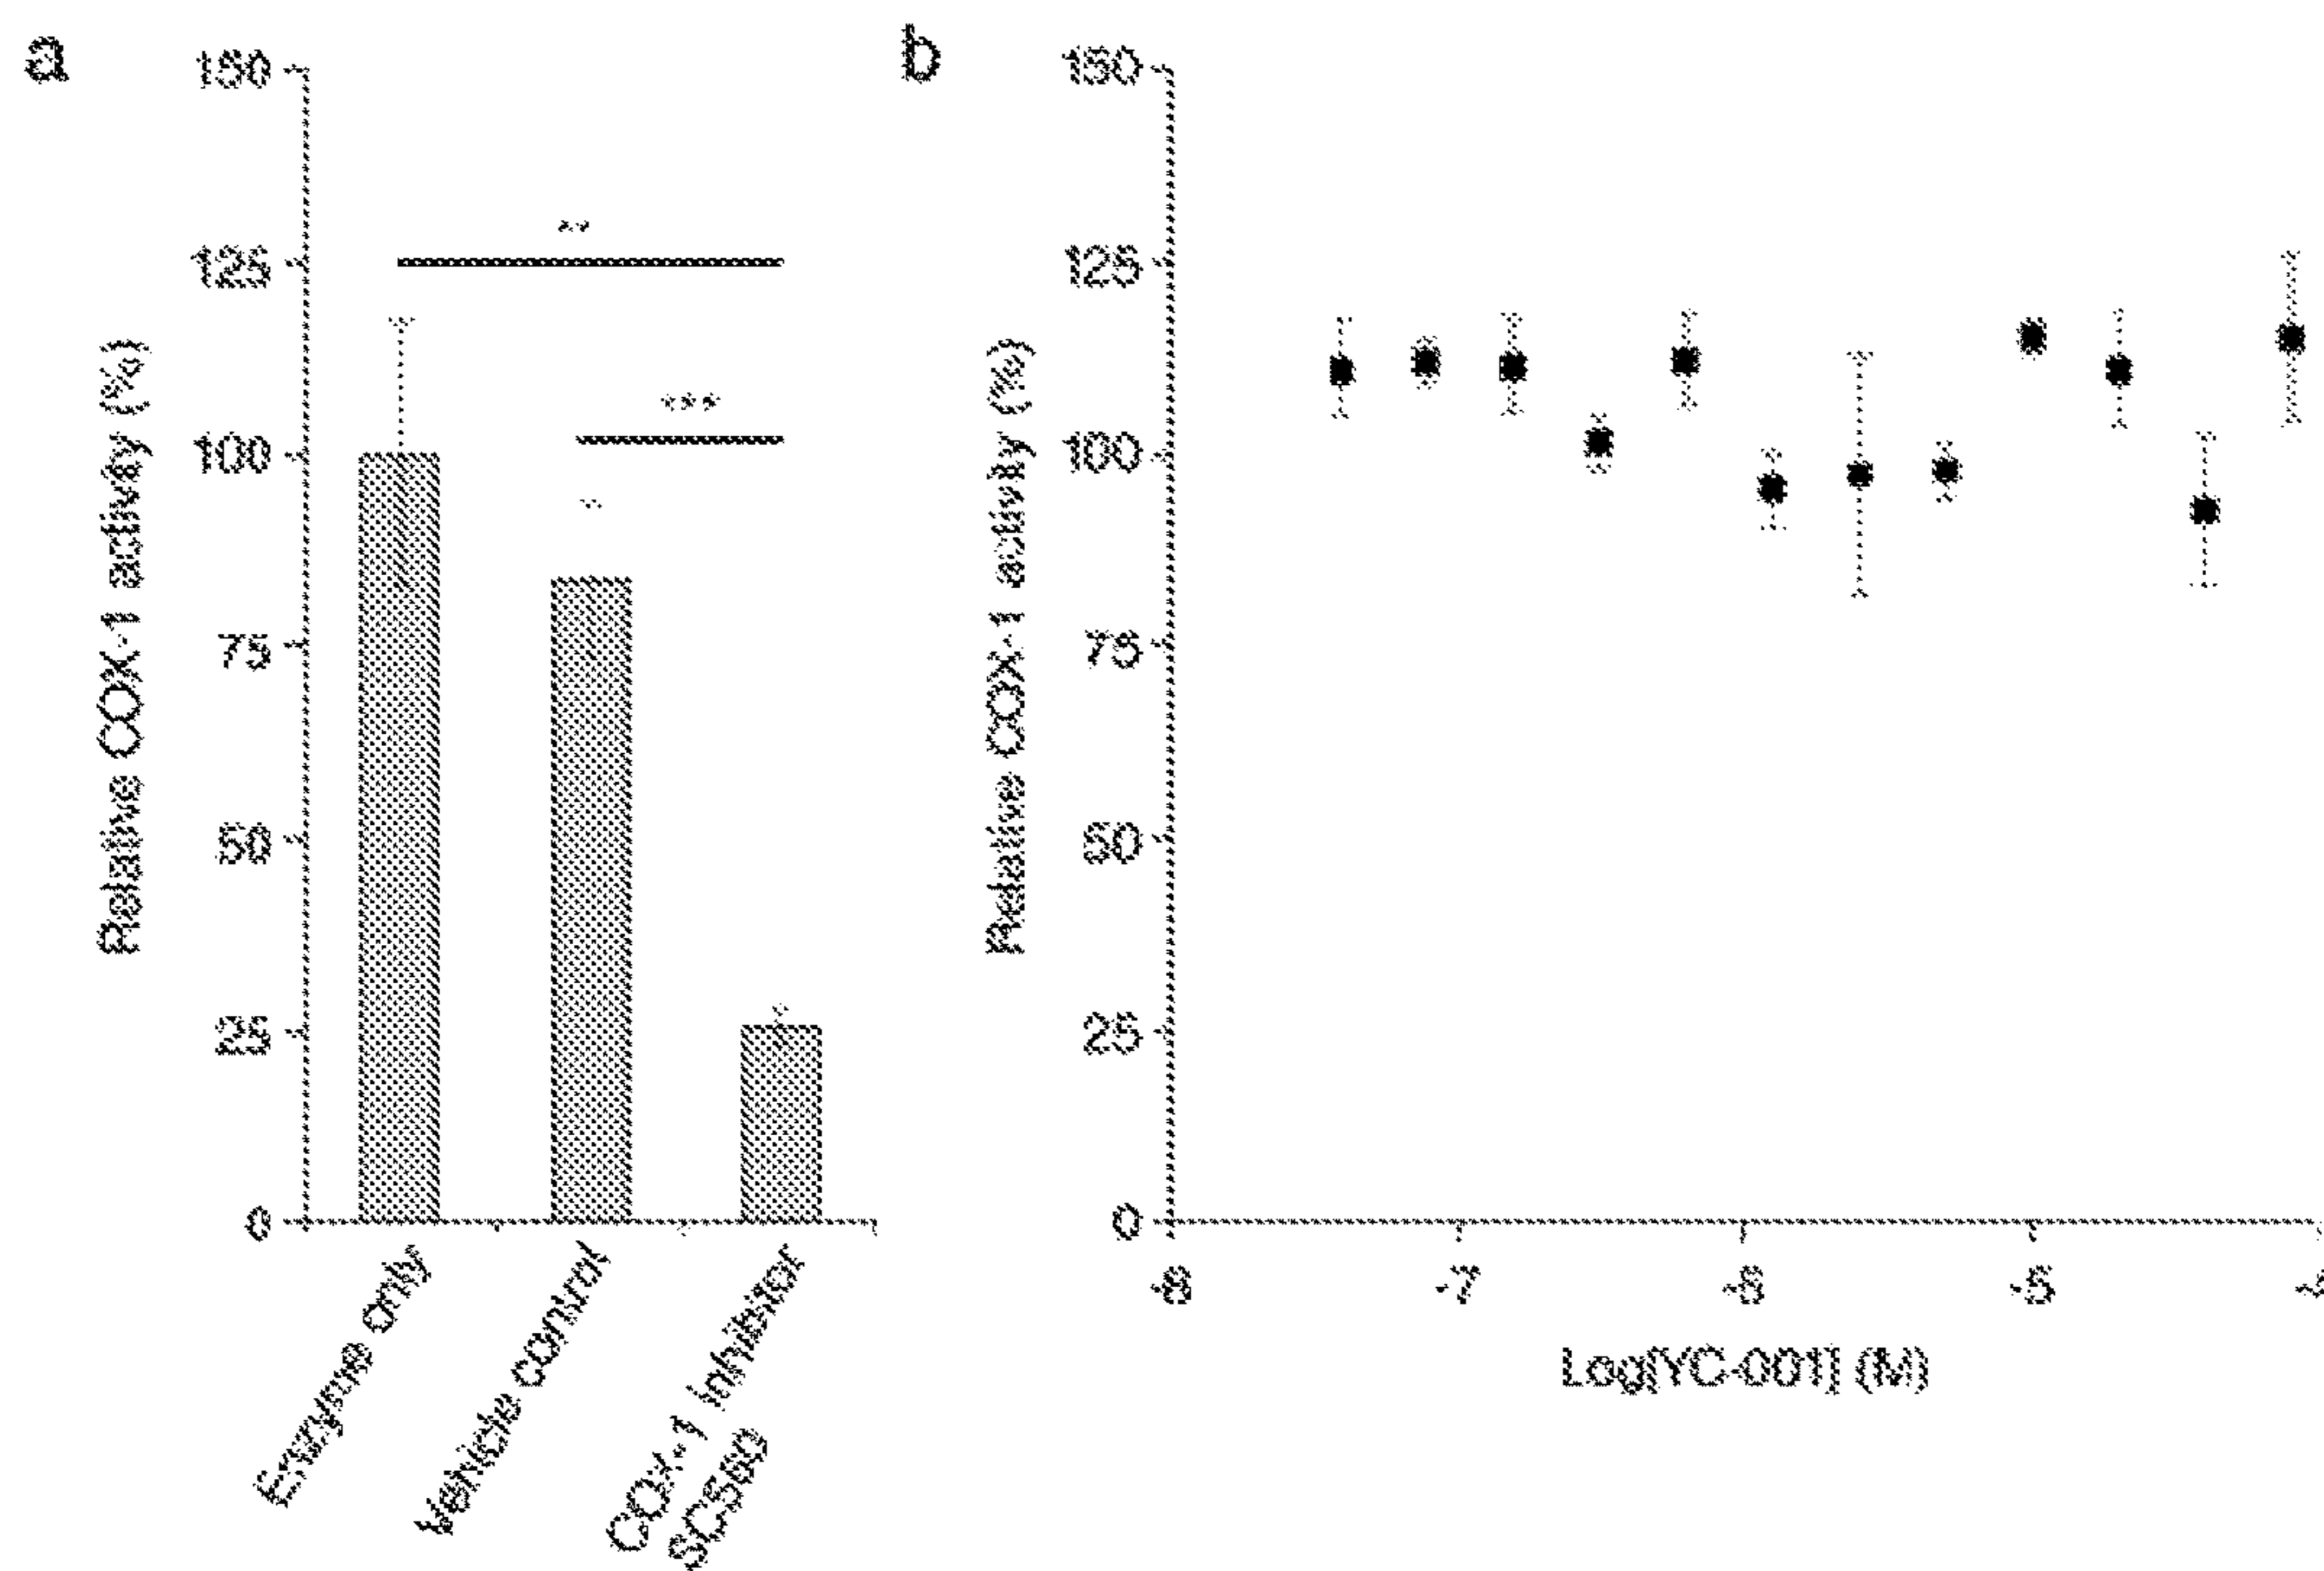 a
150
125
100
75
50
25
0
Relative COX-1 activity (%)
**
***
Enzyme only
Vehicle control
COX-1 inhibitor
SC560
b
150
125
100
75
50
25
0
Relative COX-1 activity (%)
-8
-7
-6
-5
Log[YC-001] (M)